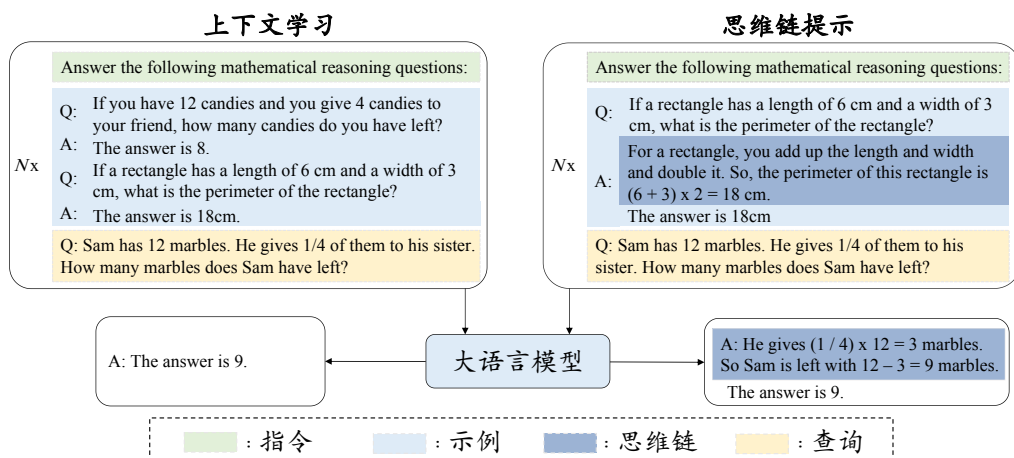 上下文学习
Answer the following mathematical reasoning questions:
Q:
If you have 12 candies and you give 4 candies to
your friend, how many candies do you have left?
A:
The answer is 8.
Nx
Q:
If a rectangle has a length of 6 cm and a width of 3
cm, what is the perimeter of the rectangle?
A:
The answer is 18cm.
Q: Sam has 12 marbles. He gives 1/4 of them to his sister.
How many marbles does Sam have left?
思维链提示
Answer the following mathematical reasoning questions:
Q:
If a rectangle has a length of 6 cm and a width of 3
cm, what is the perimeter of the rectangle?
Nx
A:
For a rectangle, you add up the length and width
and double it. So, the perimeter of this rectangle is
(6 + 3) x 2 = 18 cm.
The answer is 18cm
Q: Sam has 12 marbles. He gives 1/4 of them to his
sister. How many marbles does Sam have left?
A: The answer is 9.
大语言模型
A: He gives (1 / 4) x 12 = 3 marbles.
So Sam is left with 12 – 3 = 9 marbles.
The answer is 9.
: 指令
: 示例
: 思维链
: 查询